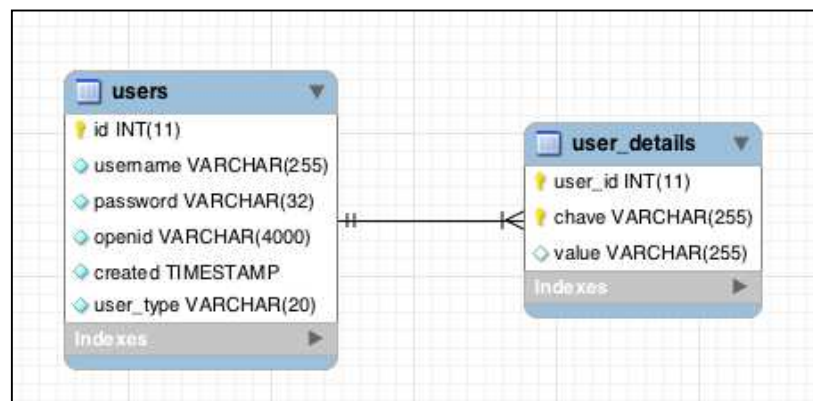 users
id INT(11)
username VARCHAR(255)
password VARCHAR(32)
openid VARCHAR(4000)
created TIMESTAMP
user_type VARCHAR(20)
Indexes
user_details
user_id INT(11)
chave VARCHAR(255)
value VARCHAR(255)
Indexes